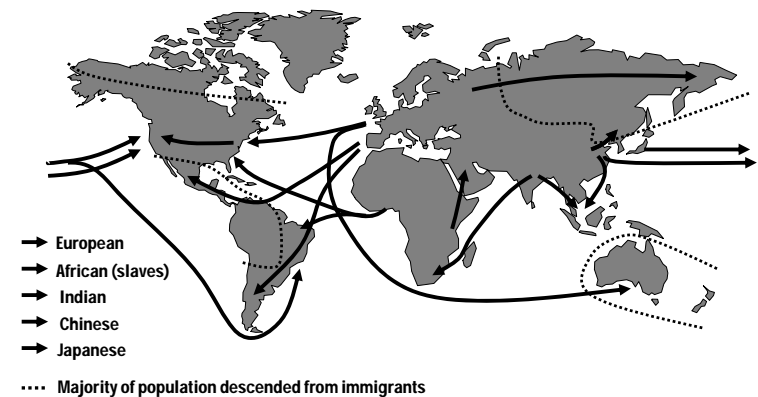 European
African (slaves)
Indian
Chinese
Japanese
Majority of population descended from immigrants